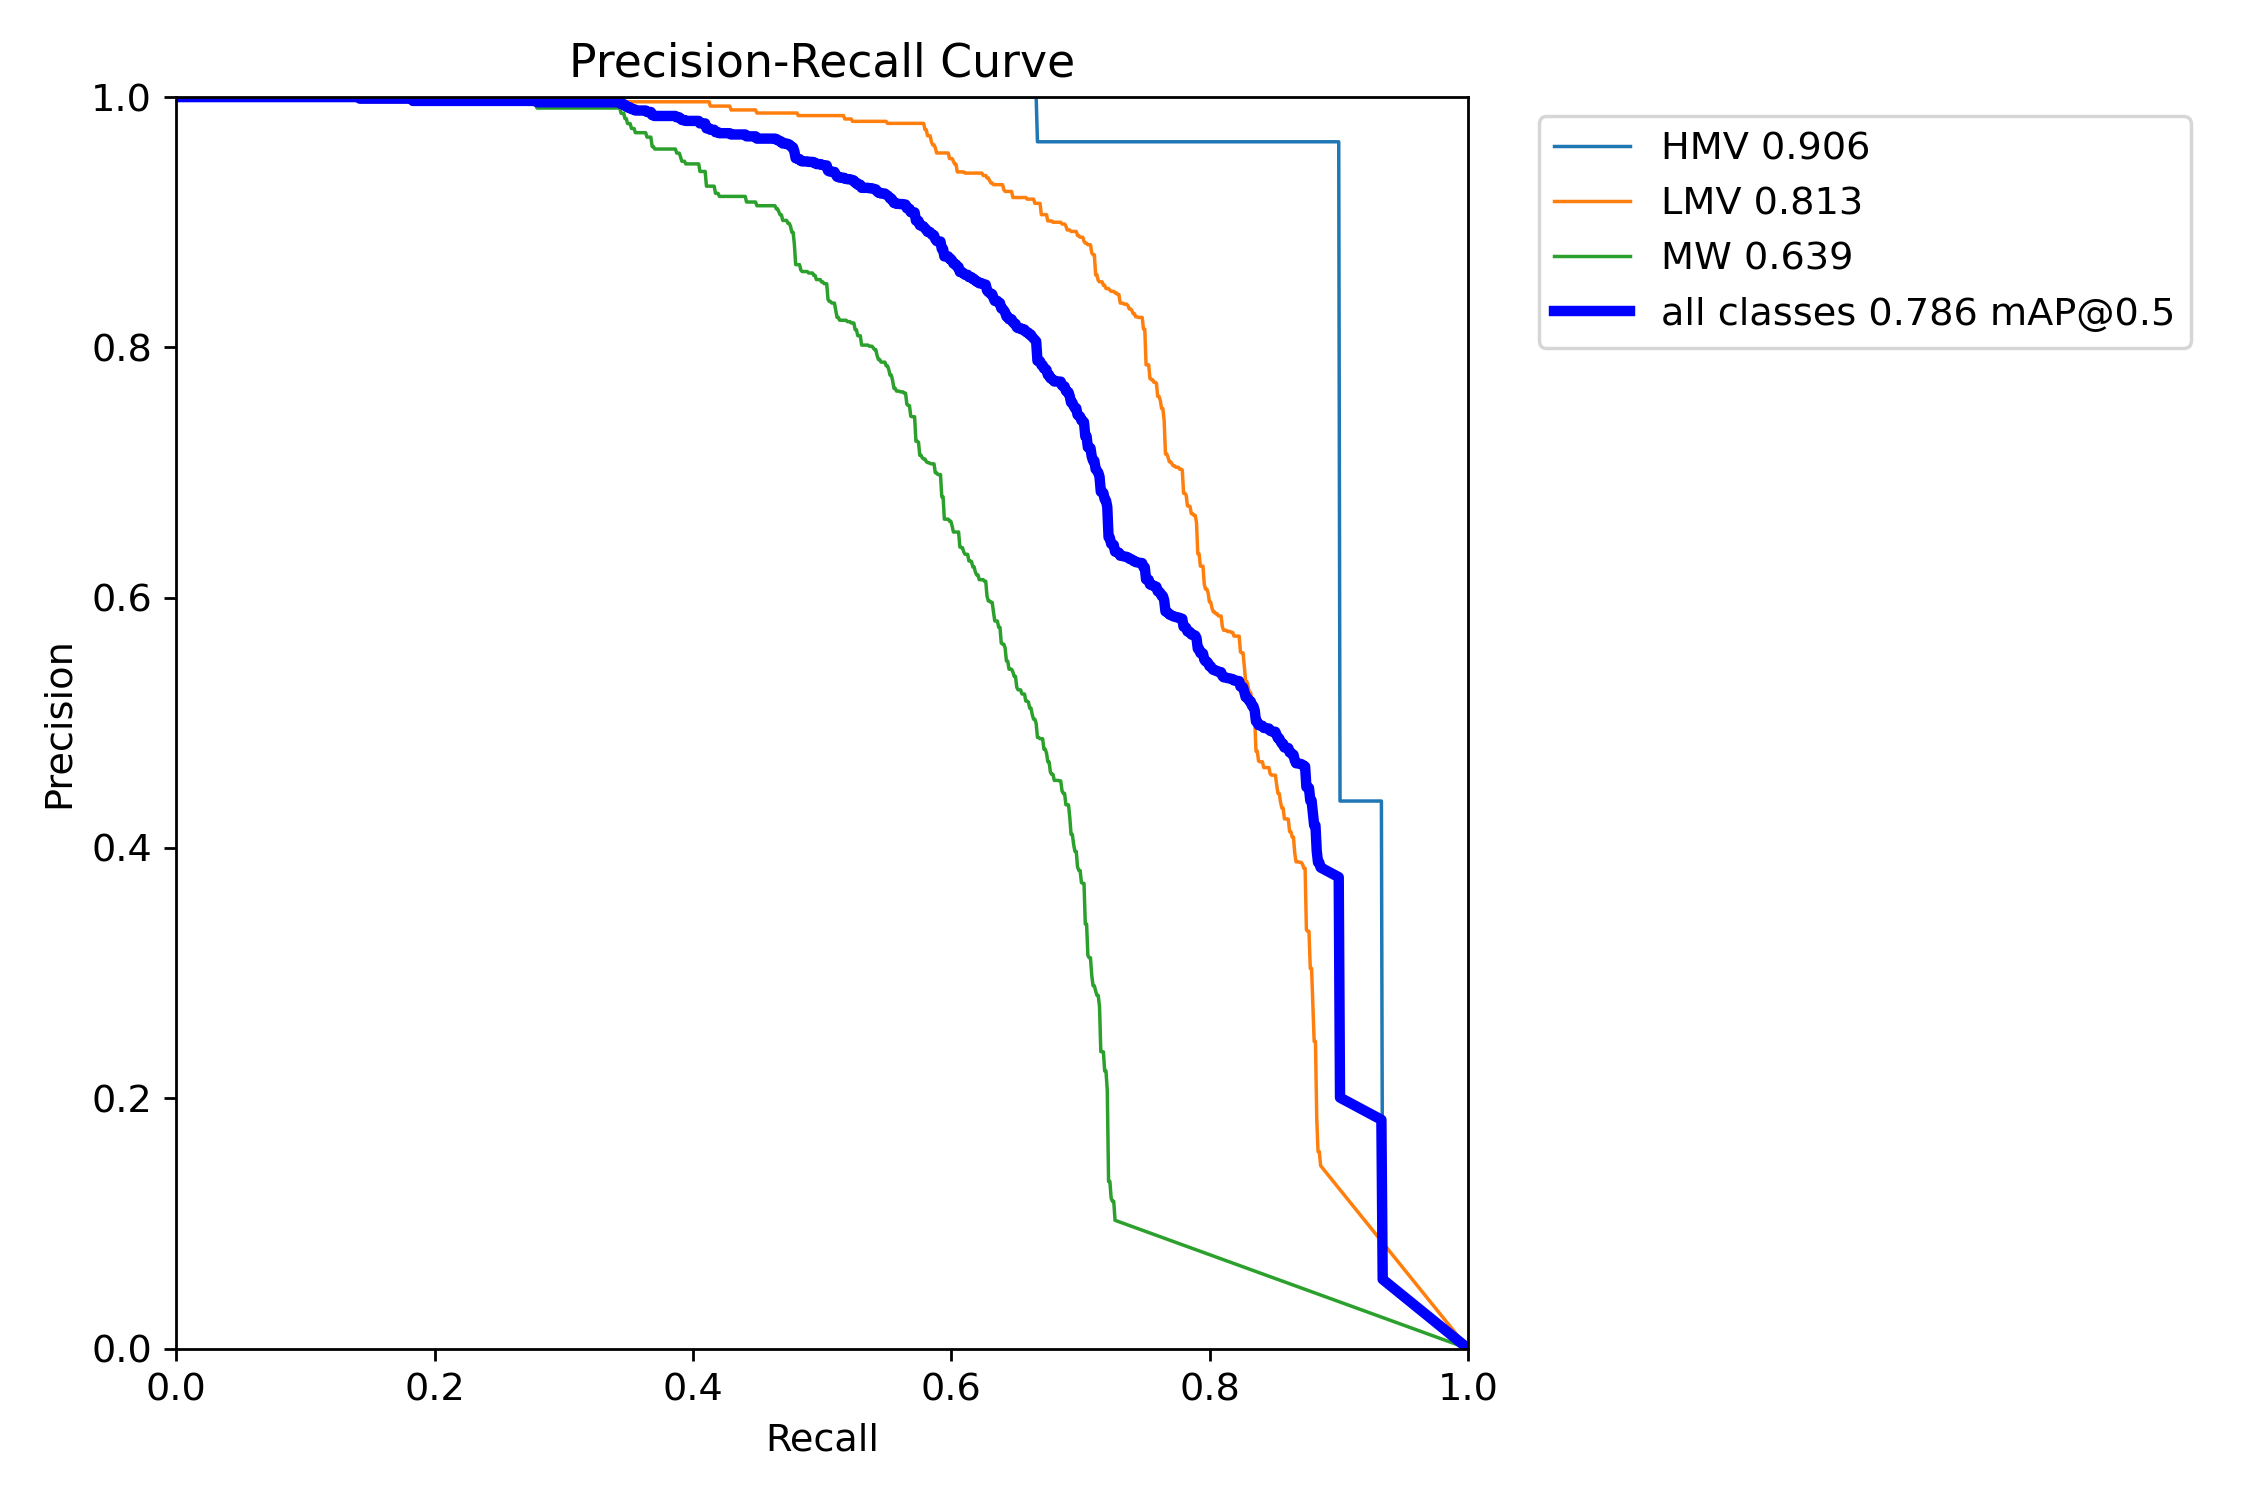 Precision-Recall Curve
1.0
0.8
0.6
0.4
0.2
0.0
Precision
0.0 0.2 0.4 0.6 0.8 1.0
Recall
HMV 0.906
LMV 0.813
MW 0.639
all classes 0.786 mAP@0.5